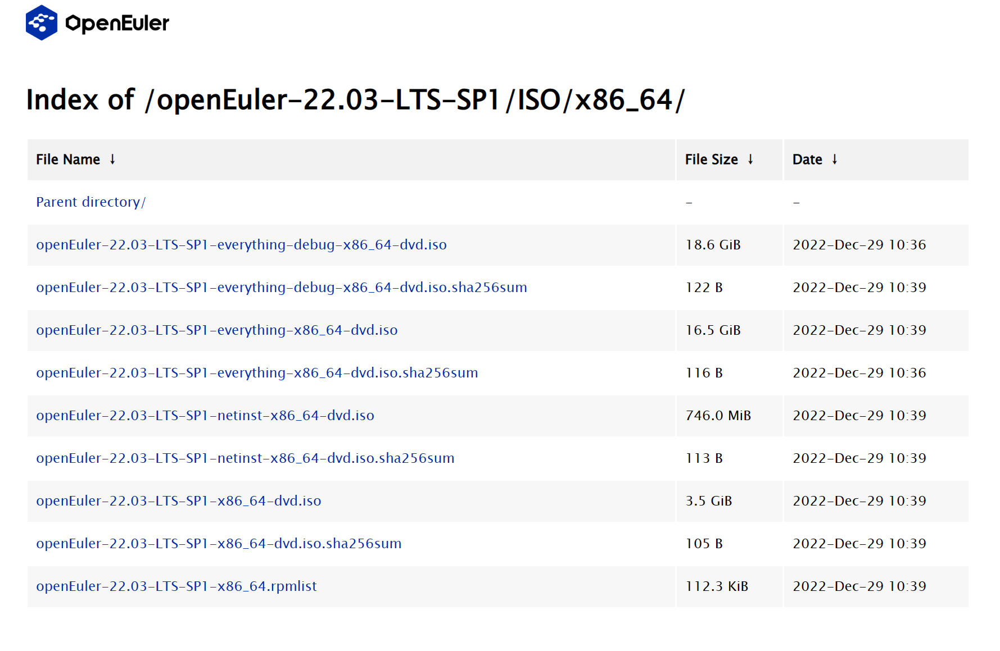 OpenEuler
Index of /openEuler-22.03-LTS-SP1/ISO/x86_64/
File Name ↓ File Size ↓ Date ↓
Parent directory/ - -
openEuler-22.03-LTS-SP1-everything-debug-x86_64-dvd.iso 18.6 GiB 2022-Dec-29 10:36
openEuler-22.03-LTS-SP1-everything-debug-x86_64-dvd.iso.sha256sum 122 B 2022-Dec-29 10:39
openEuler-22.03-LTS-SP1-everything-x86_64-dvd.iso 16.5 GiB 2022-Dec-29 10:39
openEuler-22.03-LTS-SP1-everything-x86_64-dvd.iso.sha256sum 116 B 2022-Dec-29 10:36
openEuler-22.03-LTS-SP1-netinst-x86_64-dvd.iso 746.0 MiB 2022-Dec-29 10:39
openEuler-22.03-LTS-SP1-netinst-x86_64-dvd.iso.sha256sum 113 B 2022-Dec-29 10:39
openEuler-22.03-LTS-SP1-x86_64-dvd.iso 3.5 GiB 2022-Dec-29 10:39
openEuler-22.03-LTS-SP1-x86_64-dvd.iso.sha256sum 105 B 2022-Dec-29 10:39
openEuler-22.03-LTS-SP1-x86_64.rpmlist 112.3 KiB 2022-Dec-29 10:39